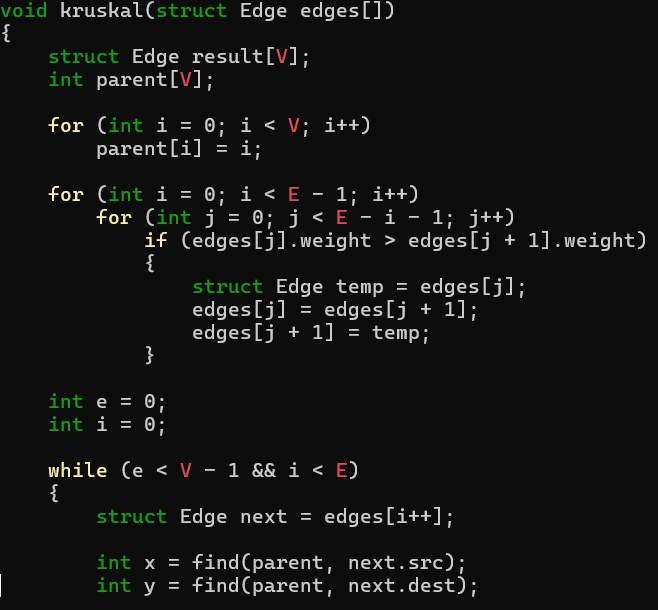 void kruskal(struct Edge edges[])
{
    struct Edge result[V];
    int parent[V];

    for (int i = 0; i < V; i++)
        parent[i] = i;

    for (int i = 0; i < E - 1; i++)
        for (int j = 0; j < E - i - 1; j++)
            if (edges[j].weight > edges[j + 1].weight)
            {
                struct Edge temp = edges[j];
                edges[j] = edges[j + 1];
                edges[j + 1] = temp;
            }

    int e = 0;
    int i = 0;

    while (e < V - 1 && i < E)
    {
        struct Edge next = edges[i++];

        int x = find(parent, next.src);
        int y = find(parent, next.dest);